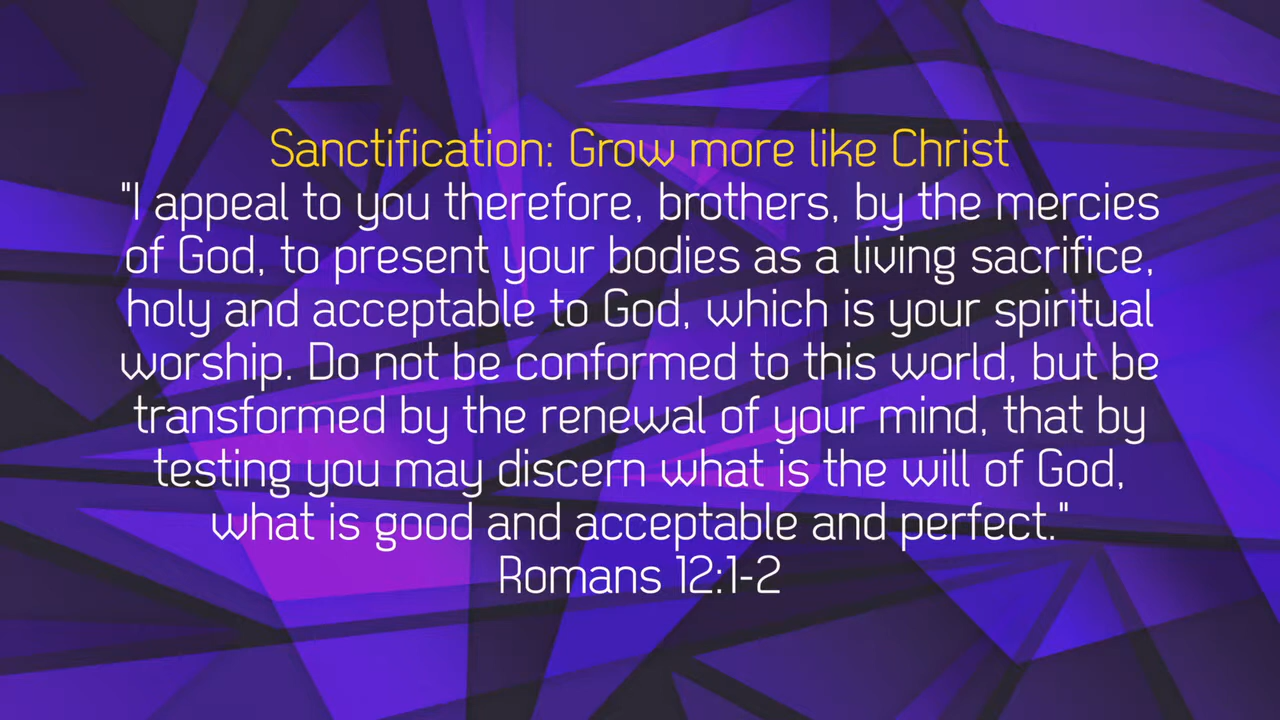 Sanctification: Grow more like Christ
"I appeal to you therefore, brothers, by the mercies
of God, to present your bodies as a living sacrifice,
holy and acceptable to God, which is your spiritual
worship. Do not be conformed to this world, but be
transformed by the renewal of your mind, that by
testing you may discern what is the will of God,
what is good and acceptable and perfect."
Romans 12:1-2